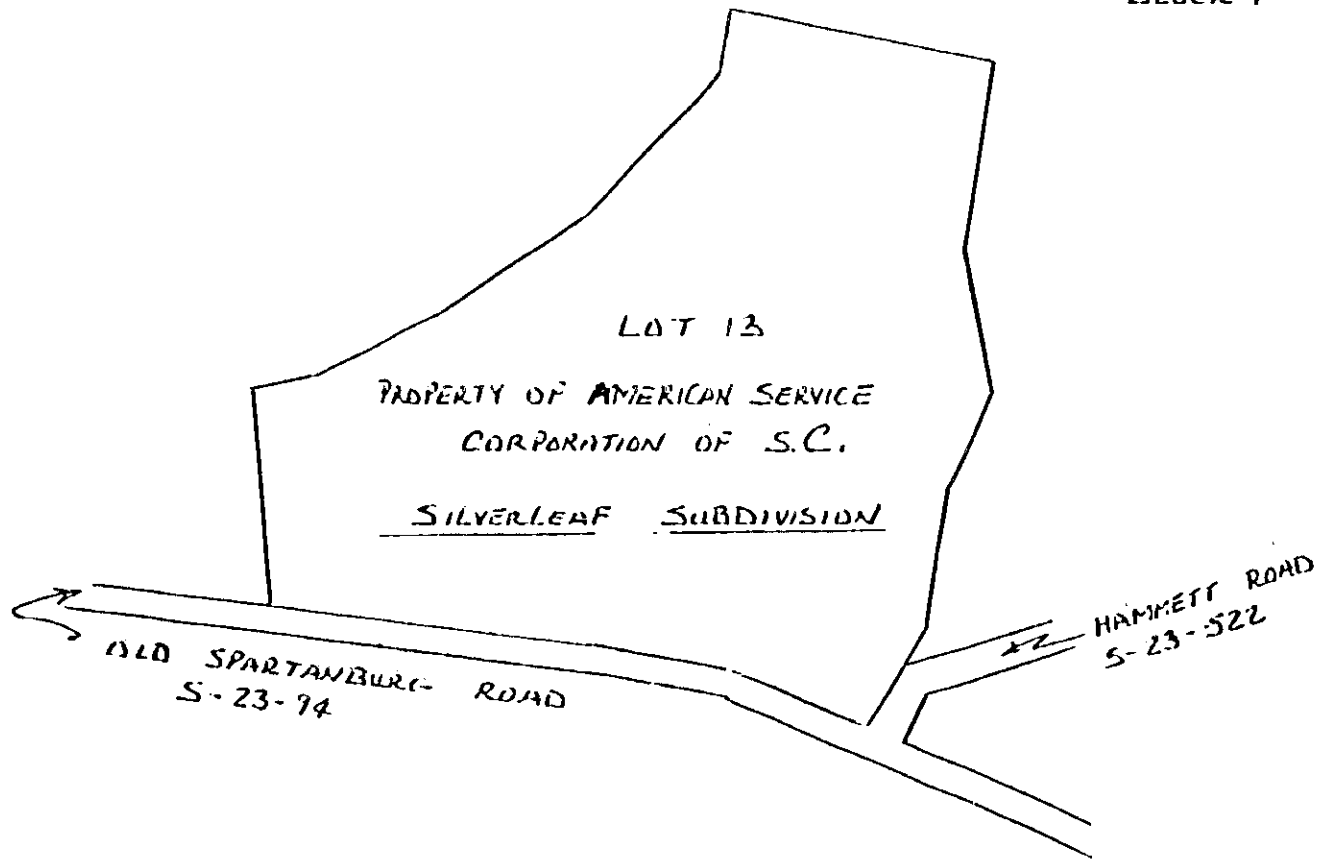 LOT 13
PROPERTY OF AMERICAN SERVICE
CORPORATION OF S.C.
SILVERLEAF SUBDIVISION
HAMMETT ROAD
S-23-522
OLD SPARTANBURG ROAD
S-23-94